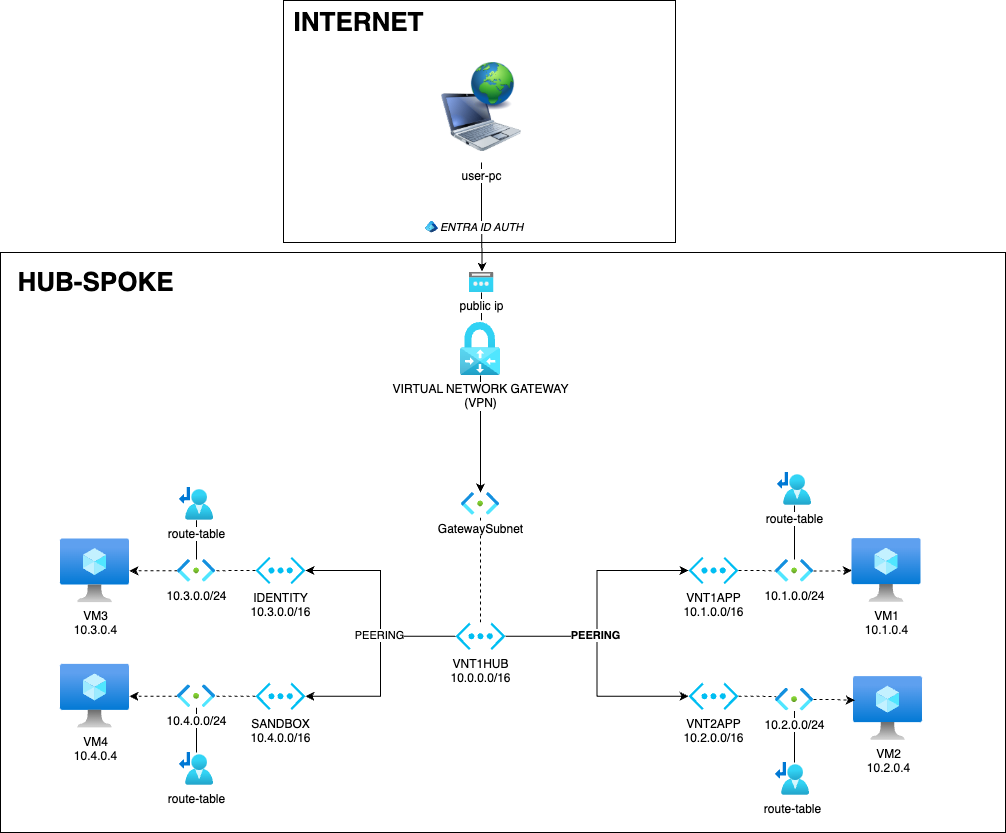 INTERNET
user-pc
ENTRA ID AUTH
HUB-SPOKE
public ip
VIRTUAL NETWORK GATEWAY
(VPN)
GatewaySubnet
route-table
10.3.0.0/24
IDENTITY
10.3.0.0/16
VM3
10.3.0.4
PEERING
VNT1HUB
10.0.0.0/16
PEERING
route-table
VNT1APP
10.1.0.0/16
10.1.0.0/24
VM1
10.1.0.4
10.4.0.0/24
SANDBOX
10.4.0.0/16
VM4
10.4.0.4
route-table
VNT2APP
10.2.0.0/16
10.2.0.0/24
VM2
10.2.0.4
route-table